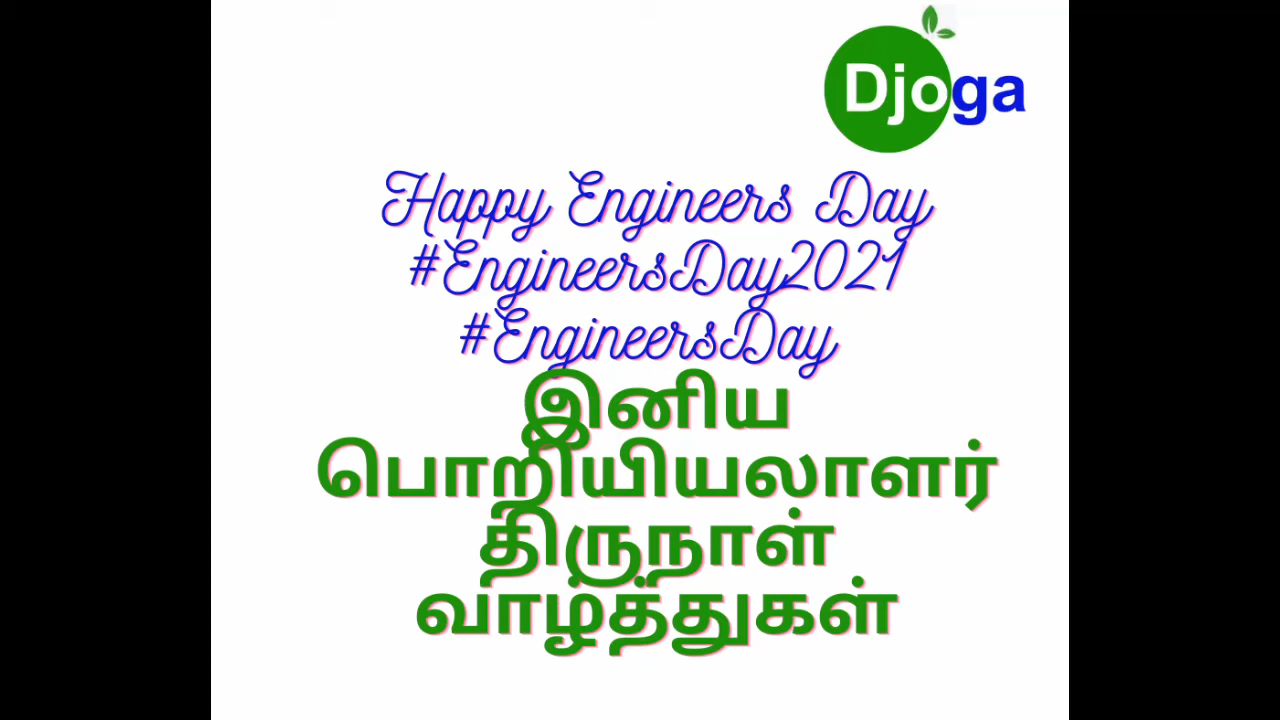 Djoga
Happy Engineers Day
#EngineersDay2021
#EngineersDay
இனிய
பொறியியலாளர்
திருநாள்
வாழ்த்துகள்